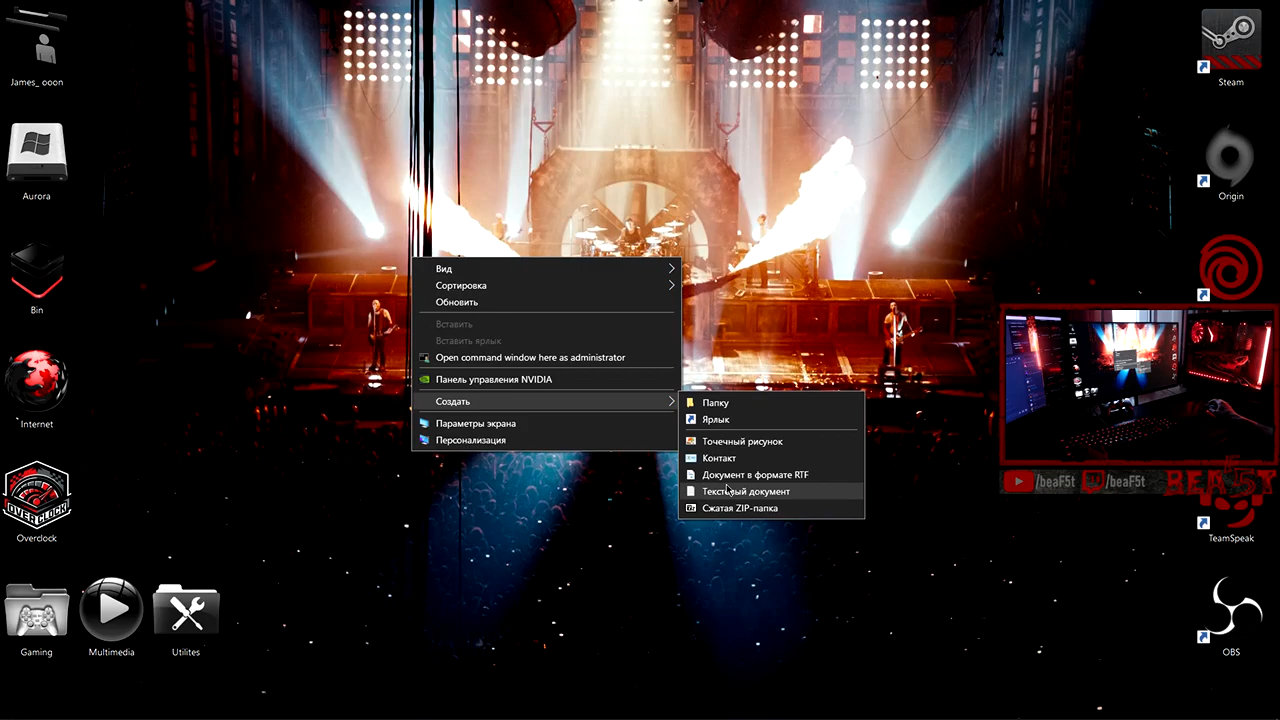 James_ ooon
Aurora
Bin
Internet
OVERCLOCK
Overclock
Gaming
Multimedia
Utilites
Вид
Сортировка
Обновить
Вставить
Вставить ярлык
Open command window here as administrator
Панель управления NVIDIA
Создать
Параметры экрана
Персонализация
Папку
Ярлык
Точечный рисунок
Контакт
Документ в формате RTF
Текстовый документ
Сжатая ZIP-папка
Steam
Origin
/beaF5t /beaF5t
TeamSpeak
OBS